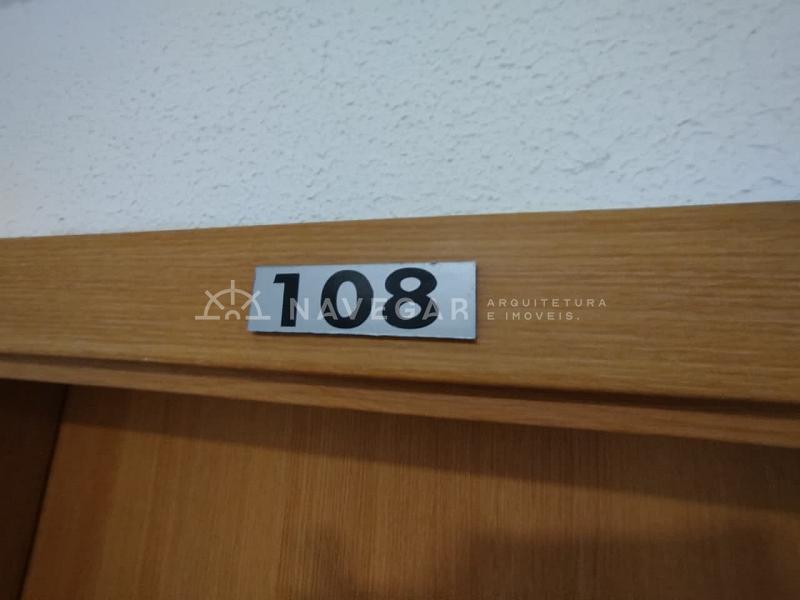 108
NAVEGAR
ARQUITETURA
E IMOVEIS.